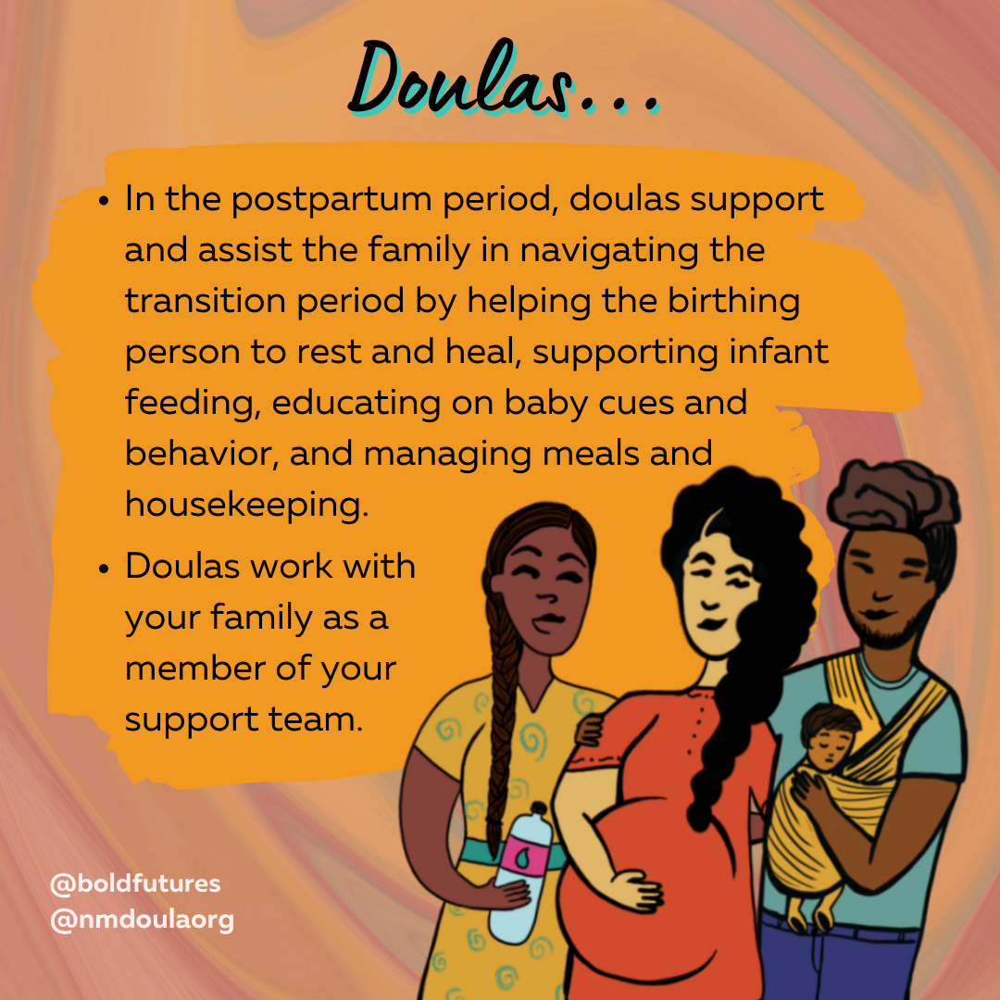 Doulas...
• In the postpartum period, doulas support
and assist the family in navigating the
transition period by helping the birthing
person to rest and heal, supporting infant
feeding, educating on baby cues and
behavior, and managing meals and
housekeeping.
• Doulas work with
your family as a
member of your
support team.
@boldfutures
@nmdoulaorg